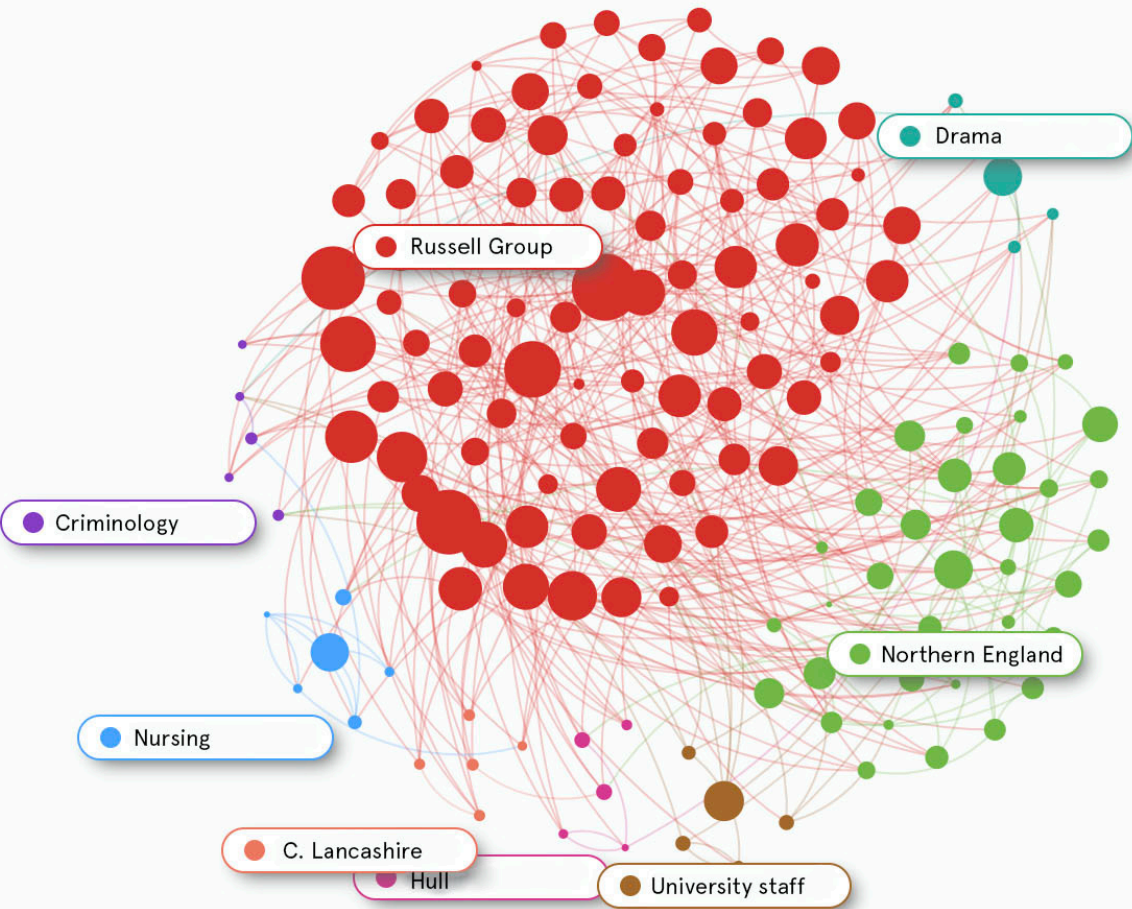 Drama
Russell Group
Criminology
Northern England
Nursing
C. Lancashire
Hull
University staff